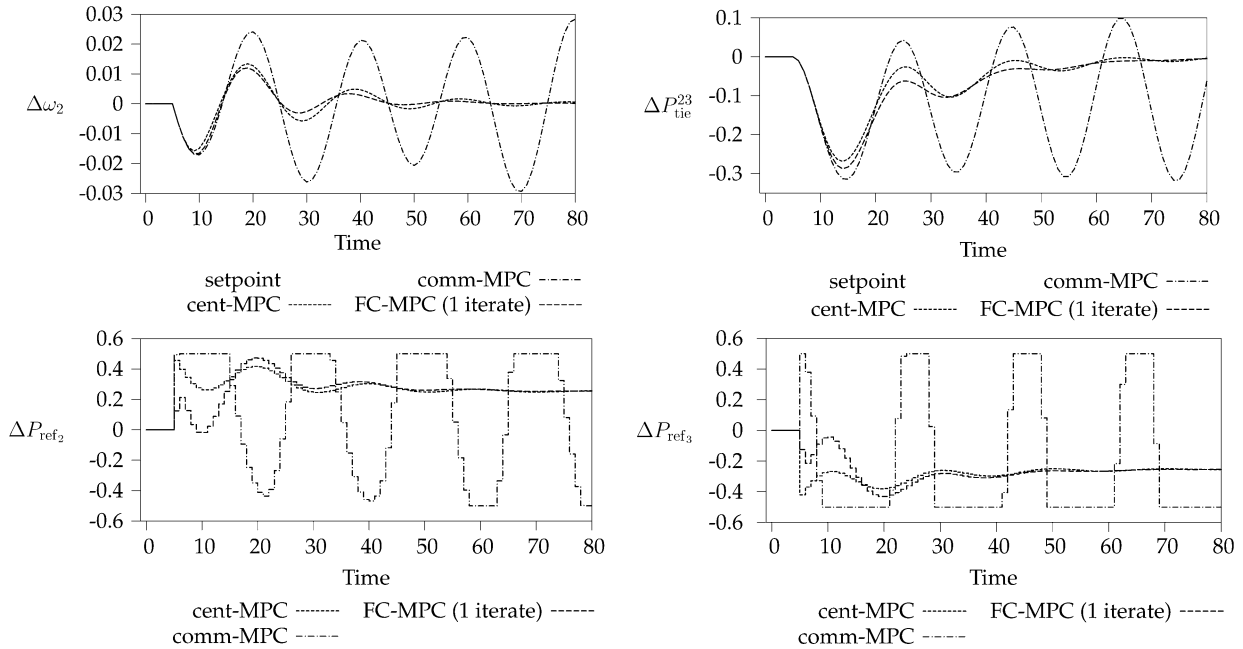 0.03
0.02
0.01
0
-0.01
-0.02
-0.03
Δω₂
0 10 20 30 40 50 60 70 80
Time
setpoint
cent-MPC
comm-MPC
FC-MPC (1 iterate)
0.1
0
-0.1
-0.2
-0.3
ΔP²³tie
0 10 20 30 40 50 60 70 80
Time
setpoint
cent-MPC
comm-MPC
FC-MPC (1 iterate)
0.6
0.4
0.2
0
-0.2
-0.4
-0.6
ΔPref₂
0 10 20 30 40 50 60 70 80
Time
cent-MPC
comm-MPC
FC-MPC (1 iterate)
0.6
0.4
0.2
0
-0.2
-0.4
-0.6
ΔPref₃
0 10 20 30 40 50 60 70 80
Time
cent-MPC
comm-MPC
FC-MPC (1 iterate)